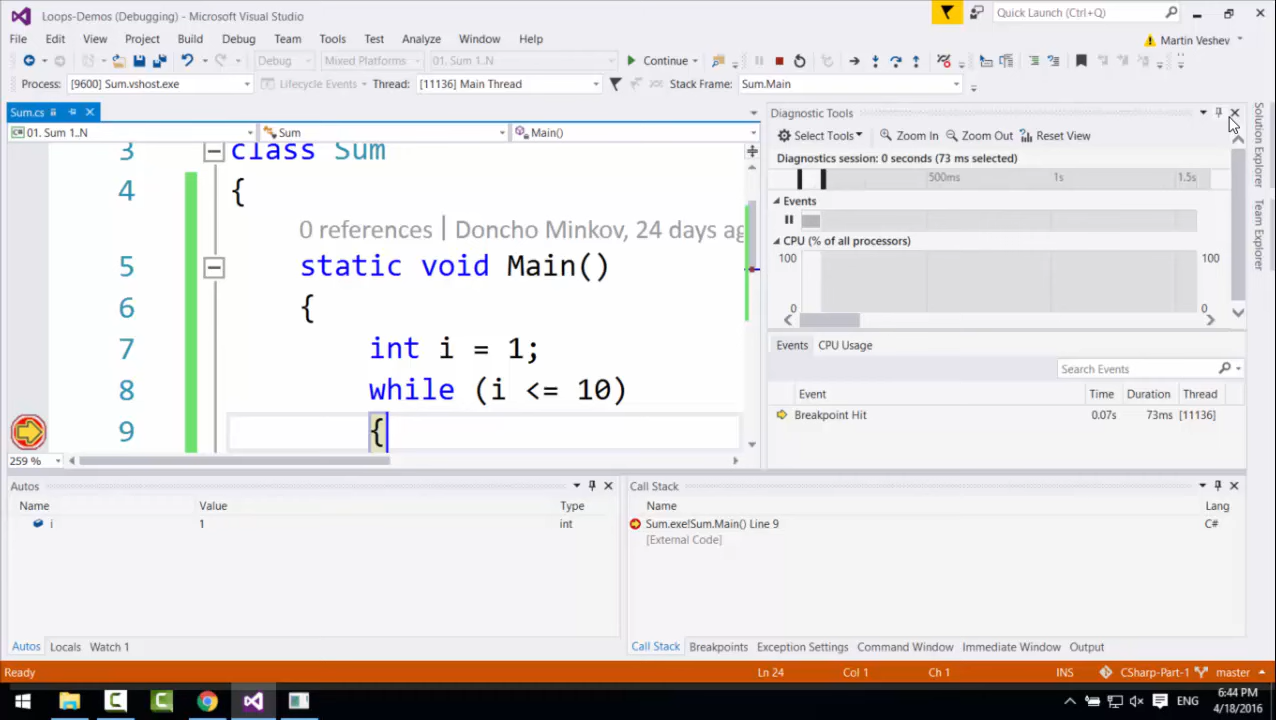 Loops-Demos (Debugging) - Microsoft Visual Studio
Quick Launch (Ctrl+Q)
File Edit View Project Build Debug Team Tools Test Analyze Window Help
Martin Veshev
Debug Mixed Platforms 01. Sum 1..N Continue
Process: [9600] Sum.vshost.exe Lifecycle Events Thread: [11136] Main Thread Stack Frame: Sum.Main
Sum.cs
01. Sum 1..N Sum Main()
3 class Sum
4 {
0 references | Doncho Minkov, 24 days ag
5 static void Main()
6 {
7 int i = 1;
8 while (i <= 10)
9 {
259 %
Diagnostic Tools
Select Tools Zoom In Zoom Out Reset View
Diagnostics session: 0 seconds (73 ms selected)
500ms 1s 1.5s
Events
CPU (% of all processors)
100 100
0 0
Events CPU Usage
Search Events
Event Time Duration Thread
Breakpoint Hit 0.07s 73ms [11136]
Solution Explorer
Team Explorer
Autos
Name Value Type
i 1 int
Autos Locals Watch 1
Call Stack
Name Lang
Sum.exe!Sum.Main() Line 9 C#
[External Code]
Call Stack Breakpoints Exception Settings Command Window Immediate Window Output
Ready Ln 24 Col 1 Ch 1 INS CSharp-Part-1 master
ENG
6:44 PM
4/18/2016